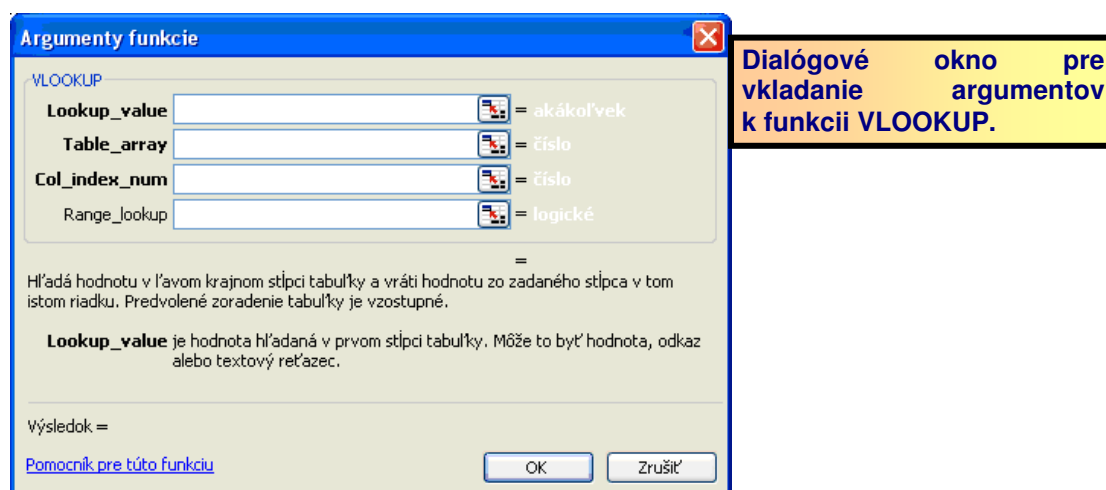 Argumenty funkcie
VLOOKUP
Lookup_value = akákoľvek
Table_array = číslo
Col_index_num = číslo
Range_lookup = logické
=
Hľadá hodnotu v ľavom krajnom stĺpci tabuľky a vráti hodnotu zo zadaného stĺpca v tom
istom riadku. Predvolené zoradenie tabuľky je vzostupné.
Lookup_value je hodnota hľadaná v prvom stĺpci tabuľky. Môže to byť hodnota, odkaz
alebo textový reťazec.
Výsledok =
Pomocník pre túto funkciu
OK
Zrušiť
Dialógové okno pre
vkladanie argumentov
k funkcii VLOOKUP.